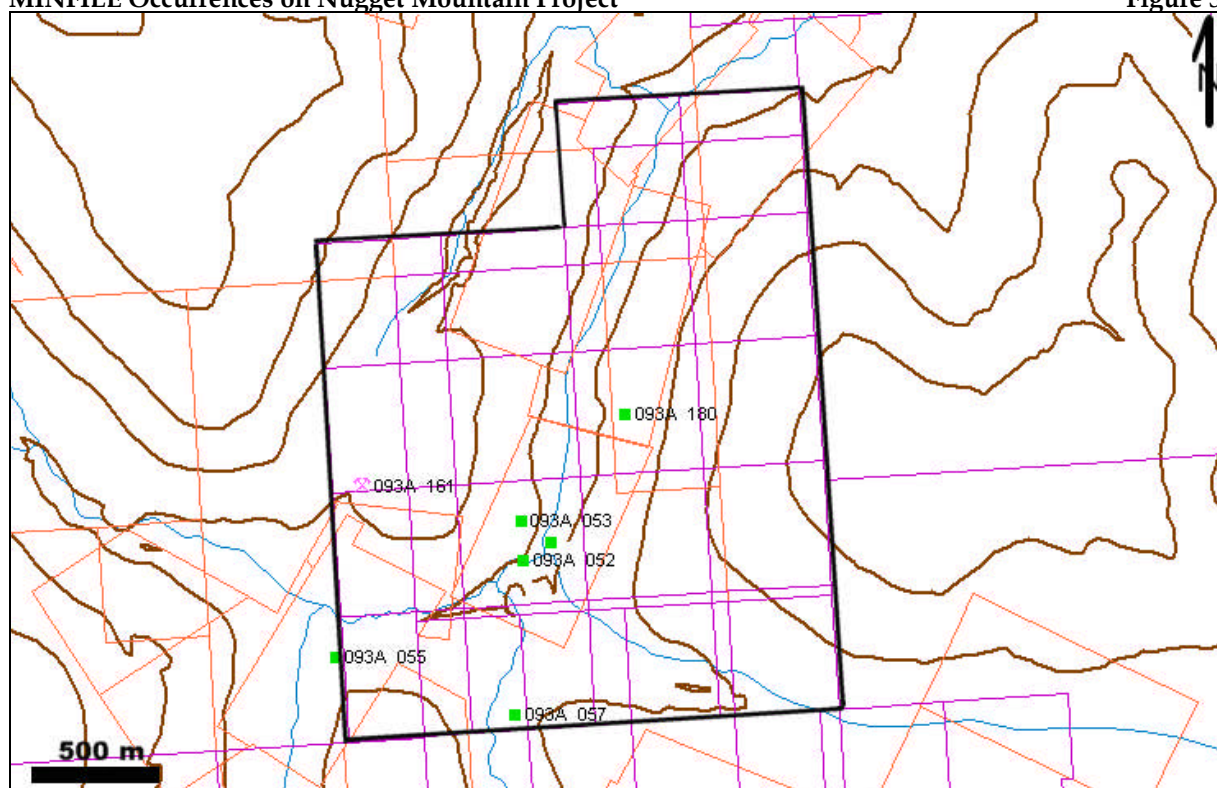 MINFILE Occurrences on Nugget Mountain Project
Figure
N
093A 180
093A 161
093A 053
093A 052
093A 055
093A 057
500 m